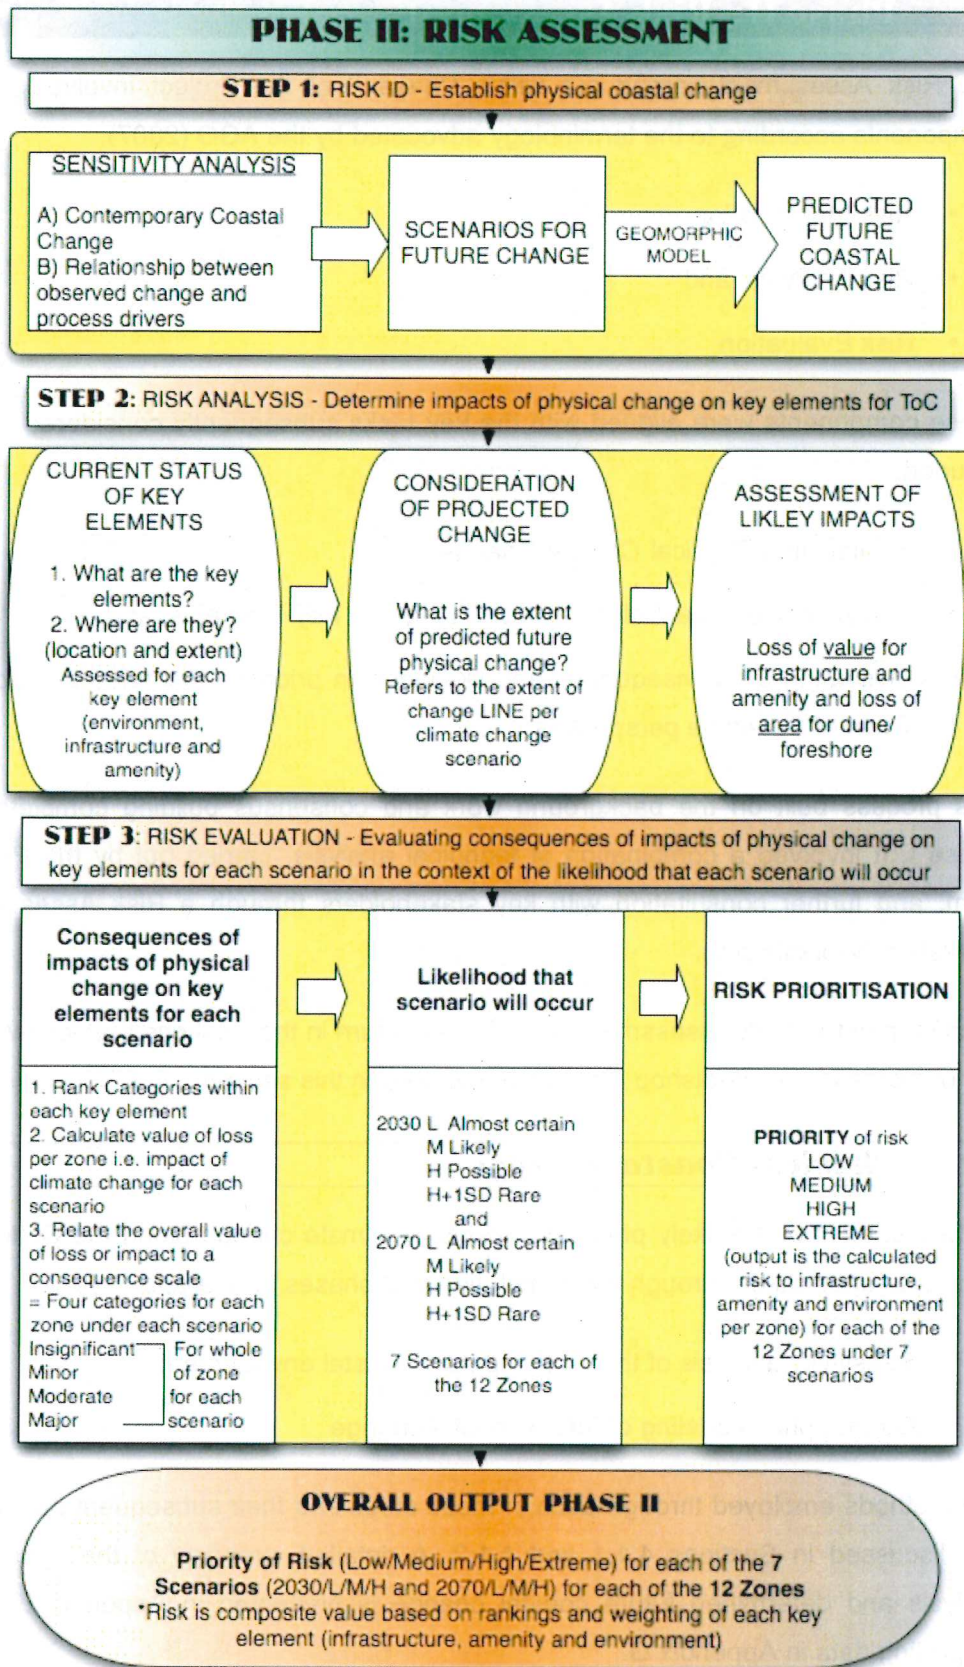 PHASE II: RISK ASSESSMENT
STEP 1: RISK ID - Establish physical coastal change
SENSITIVITY ANALYSIS
A) Contemporary Coastal
Change
B) Relationship between
observed change and
process drivers
SCENARIOS FOR
FUTURE CHANGE
GEOMORPHIC
MODEL
PREDICTED
FUTURE
COASTAL
CHANGE
STEP 2: RISK ANALYSIS - Determine impacts of physical change on key elements for ToC
CURRENT STATUS
OF KEY
ELEMENTS
1. What are the key
elements?
2. Where are they?
(location and extent)
Assessed for each
key element
(environment,
infrastructure and
amenity)
CONSIDERATION
OF PROJECTED
CHANGE
What is the extent
of predicted future
physical change?
Refers to the extent of
change LINE per
climate change
scenario
ASSESSMENT OF
LIKLEY IMPACTS
Loss of value for
infrastructure and
amenity and loss of
area for dune/
foreshore
STEP 3: RISK EVALUATION - Evaluating consequences of impacts of physical change on
key elements for each scenario in the context of the likelihood that each scenario will occur
Consequences of
impacts of physical
change on key
elements for each
scenario
1. Rank Categories within
each key element
2. Calculate value of loss
per zone i.e. impact of
climate change for each
scenario
3. Relate the overall value
of loss or impact to a
consequence scale
= Four categories for each
zone under each scenario
Insignificant For whole
Minor of zone
Moderate for each
Major scenario
Likelihood that
scenario will occur
2030 L Almost certain
M Likely
H Possible
H+1SD Rare
and
2070 L Almost certain
M Likely
H Possible
H+1SD Rare
7 Scenarios for each of
the 12 Zones
RISK PRIORITISATION
PRIORITY of risk
LOW
MEDIUM
HIGH
EXTREME
(output is the calculated
risk to infrastructure,
amenity and environment
per zone) for each of the
12 Zones under 7
scenarios
OVERALL OUTPUT PHASE II
Priority of Risk (Low/Medium/High/Extreme) for each of the 7
Scenarios (2030/L/M/H and 2070/L/M/H) for each of the 12 Zones
*Risk is composite value based on rankings and weighting of each key
element (infrastructure, amenity and environment)